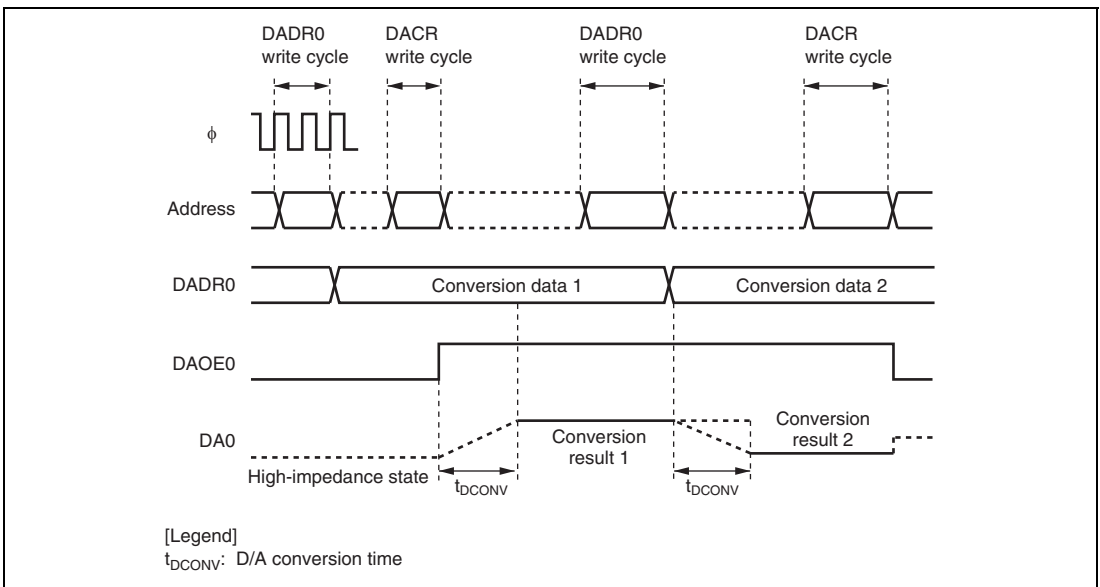 DADR0 write cycle
DACR write cycle
DADR0 write cycle
DACR write cycle
ϕ
Address
DADR0
Conversion data 1
Conversion data 2
DAOE0
DA0
Conversion result 1
Conversion result 2
High-impedance state
tDCONV
tDCONV
[Legend]
tDCONV: D/A conversion time